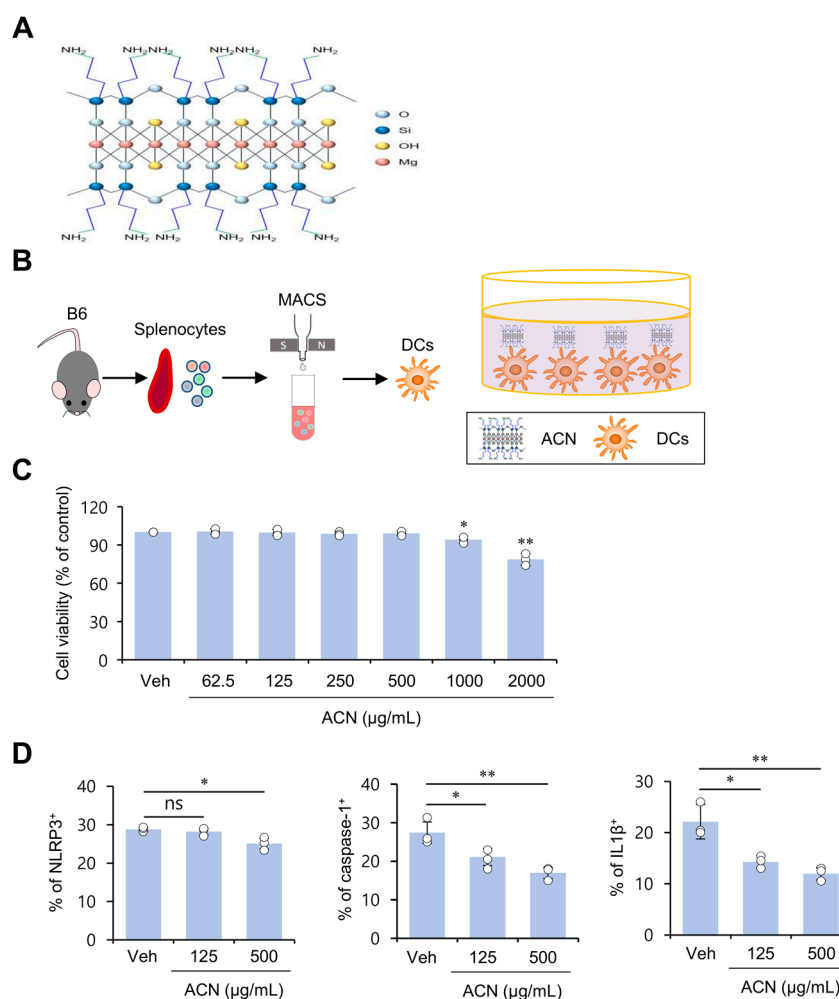 A
NH2 NH2 NH2 NH2 NH2 NH2
O
Si
OH
Mg
NH2 NH2 NH2 NH2 NH2 NH2
B
B6
Splenocytes
MACS
S N
DCs
ACN DCs
C
Cell viability (% of control)
120
90
60
30
0
Veh 62.5 125 250 500 1000 2000
* **
ACN (µg/mL)
D
% of NLRP3⁺
40
30
20
10
0
*
ns
Veh 125 500
ACN (µg/mL)
% of caspase-1⁺
40
30
20
10
0
**
*
Veh 125 500
ACN (µg/mL)
% of IL1β⁺
30
20
10
0
**
*
Veh 125 500
ACN (µg/mL)